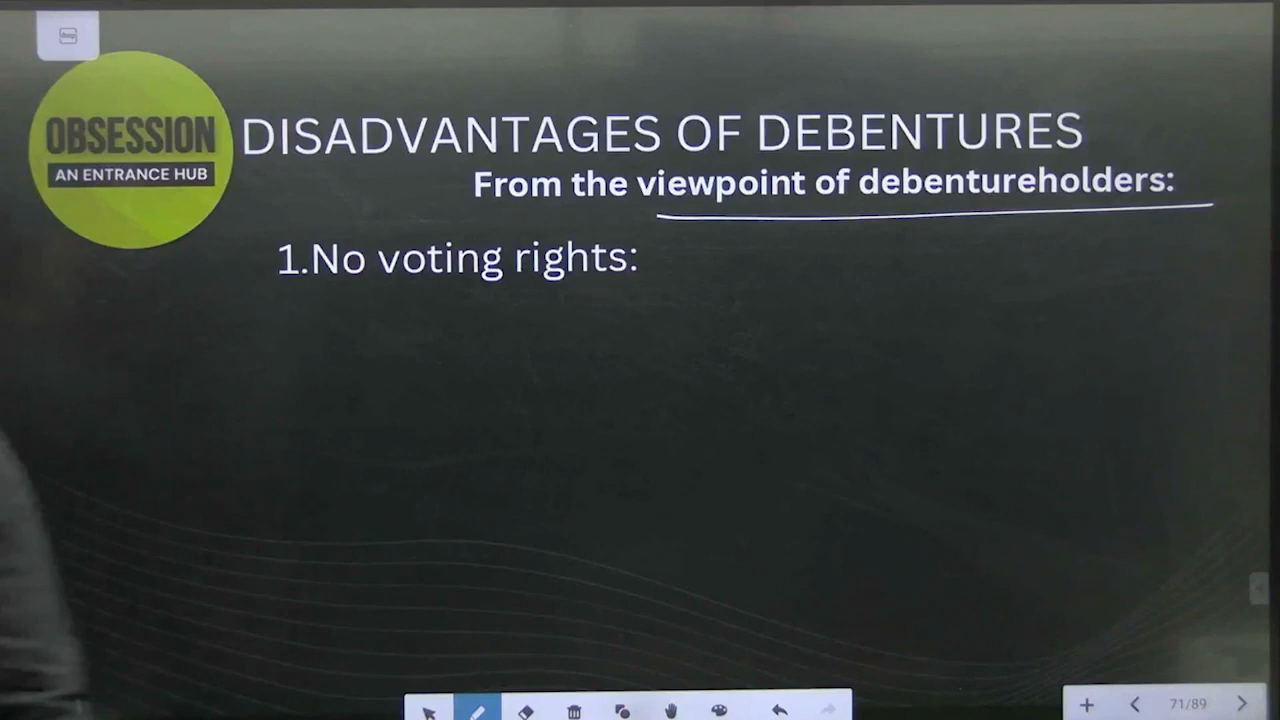 OBSESSION
AN ENTRANCE HUB
DISADVANTAGES OF DEBENTURES
From the viewpoint of debentureholders:
1.No voting rights:
71/89